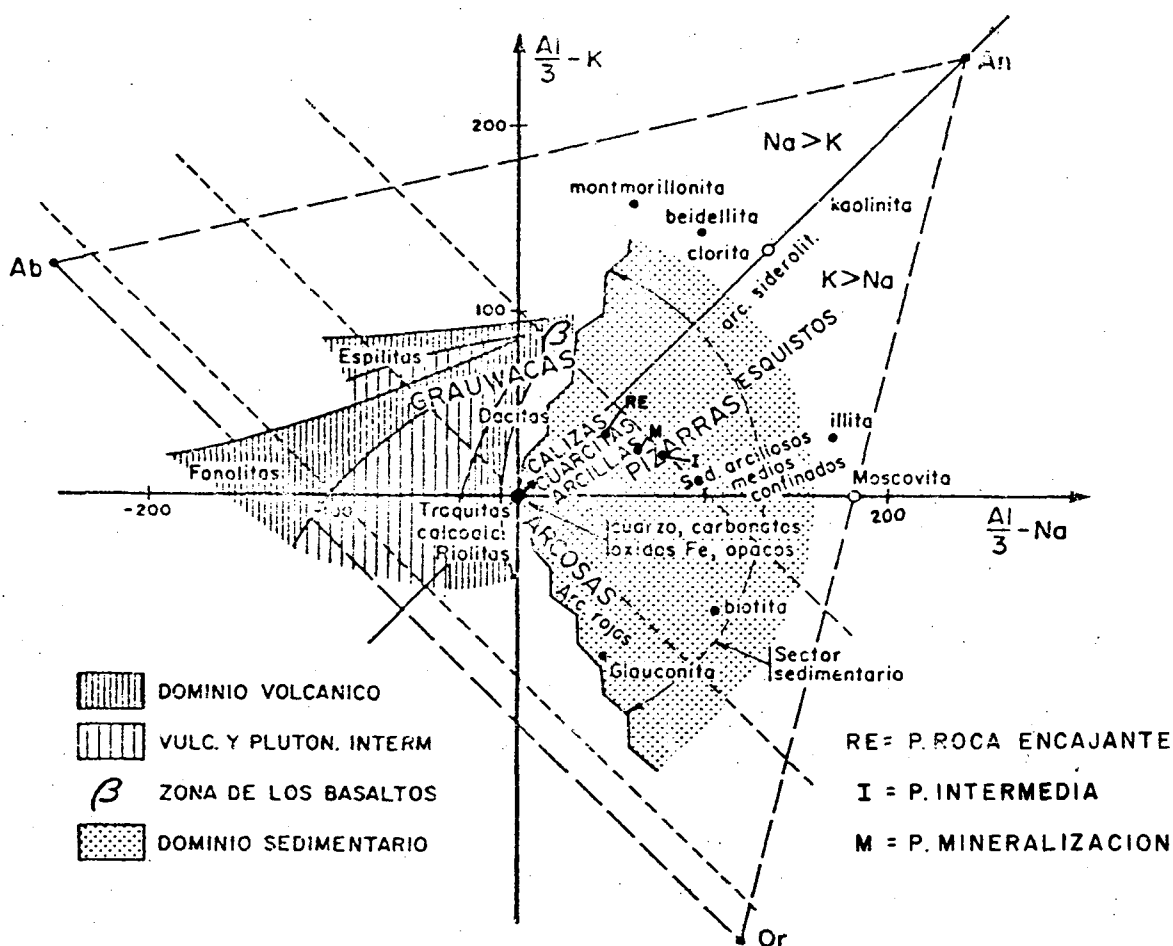 Al/3 - K
An
200
Na>K
montmorillonita
beidellita
kaolinita
clorita
arc. siderolit.
K>Na
Ab
100
β
Espilitas
GRAUWACAS
Dacitas
ESQUISTOS
RE
M
I
CALIZAS
CUARCITAS
ARCILLAS
PIZARRAS
illita
Sed. arcillosos
medios
confinados
Fonolitas
Moscovita
-200
-100
200
Al/3 - Na
Traquitas
calcoalc.
Riolitas
cuarzo, carbonatos
oxidos Fe, opacos
ARCOSAS
Arc. rojas
biotita
Glauconita
Sector
sedimentario
DOMINIO VOLCANICO
VULC. Y PLUTON. INTERM
β ZONA DE LOS BASALTOS
DOMINIO SEDIMENTARIO
RE= P. ROCA ENCAJANTE
I = P. INTERMEDIA
M = P. MINERALIZACION
Or